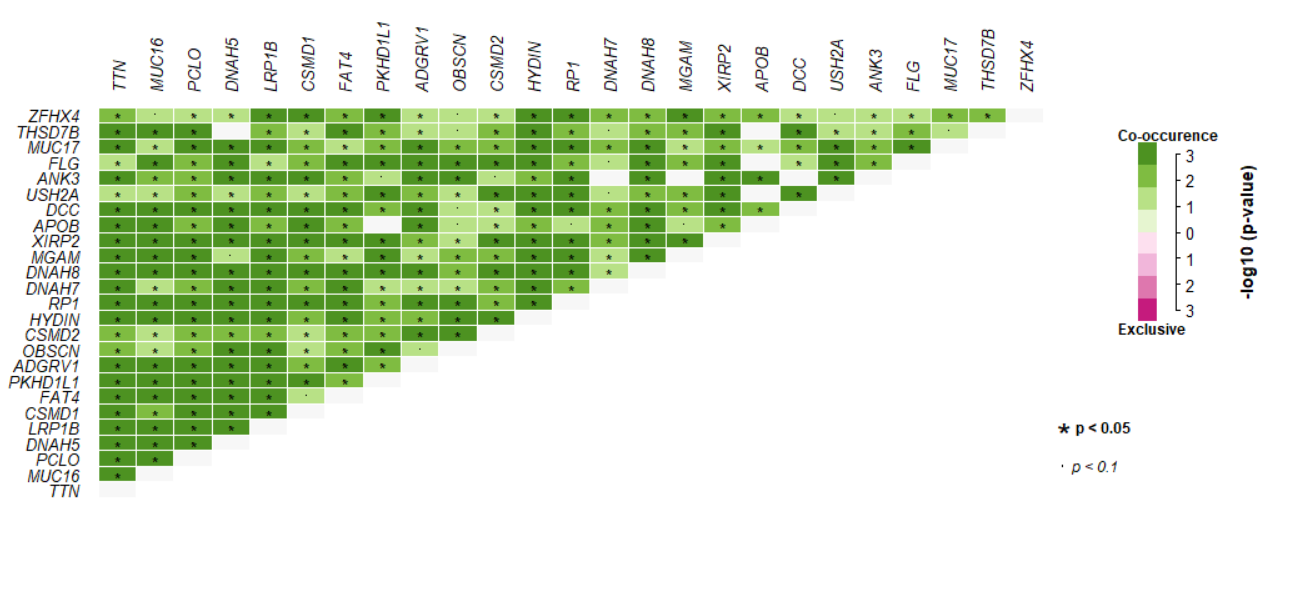 TTN MUC16 PCLO DNAH5 LRP1B CSMD1 FAT4 PKHD1L1 ADGRV1 OBSCN CSMD2 HYDIN RP1 DNAH7 DNAH8 MGAM XIRP2 APOB DCC USH2A ANK3 FLG MUC17 THSD7B ZFHX4
ZFHX4
THSD7B
MUC17
FLG
ANK3
USH2A
DCC
APOB
XIRP2
MGAM
DNAH8
DNAH7
RP1
HYDIN
CSMD2
OBSCN
ADGRV1
PKHD1L1
FAT4
CSMD1
LRP1B
DNAH5
PCLO
MUC16
TTN
Co-occurence
3
2
1
0
1
2
3
-log10 (p-value)
Exclusive
* p < 0.05
· p < 0.1